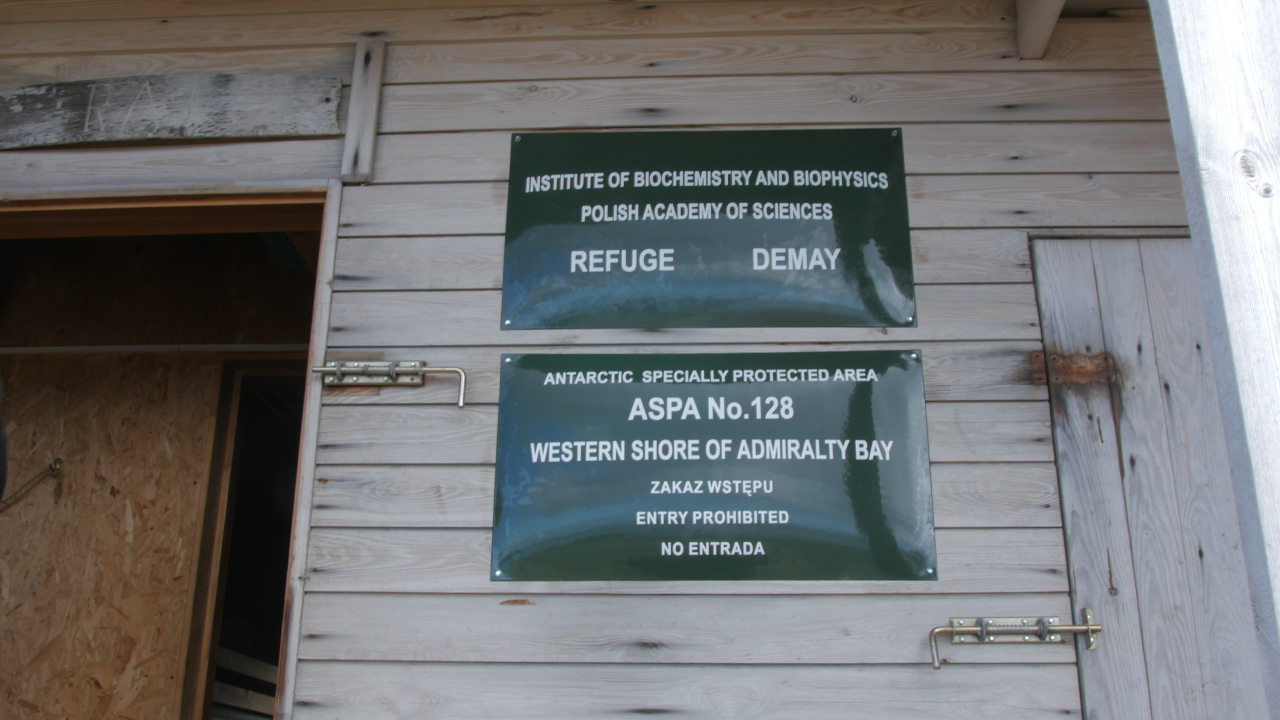 INSTITUTE OF BIOCHEMISTRY AND BIOPHYSICS
POLISH ACADEMY OF SCIENCES
REFUGE DEMAY
ANTARCTIC SPECIALLY PROTECTED AREA
ASPA No.128
WESTERN SHORE OF ADMIRALTY BAY
ZAKAZ WSTĘPU
ENTRY PROHIBITED
NO ENTRADA